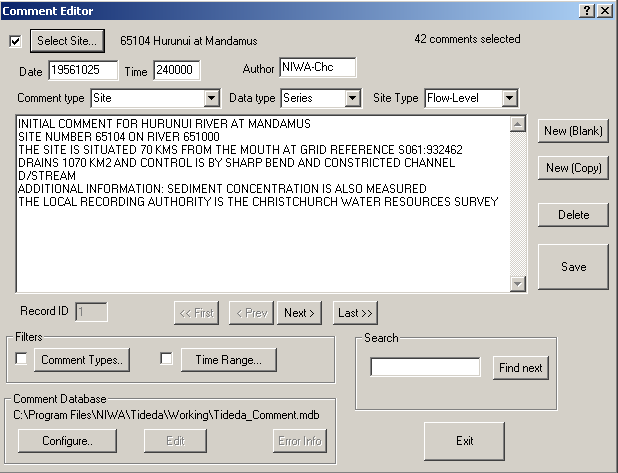 Comment Editor
Select Site... 65104 Hurunui at Mandamus 42 comments selected
Date 19561025 Time 240000 Author NIWA-Chc
Comment type Site Data type Series Site Type Flow-Level
INITIAL COMMENT FOR HURUNUI RIVER AT MANDAMUS
SITE NUMBER 65104 ON RIVER 651000
THE SITE IS SITUATED 70 KMS FROM THE MOUTH AT GRID REFERENCE S061:932462
DRAINS 1070 KM2 AND CONTROL IS BY SHARP BEND AND CONSTRICTED CHANNEL
D/STREAM
ADDITIONAL INFORMATION: SEDIMENT CONCENTRATION IS ALSO MEASURED
THE LOCAL RECORDING AUTHORITY IS THE CHRISTCHURCH WATER RESOURCES SURVEY
New (Blank)
New (Copy)
Delete
Save
Record ID 1 << First < Prev Next > Last >>
Filters
Comment Types.. Time Range...
Search
Find next
Comment Database
C:\Program Files\NIWA\Tideda\Working\Tideda_Comment.mdb
Configure.. Edit Error Info
Exit